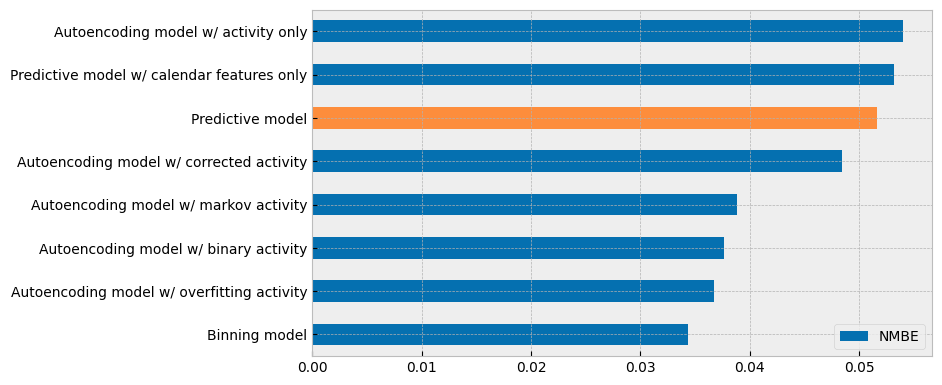 Autoencoding model w/ activity only
Predictive model w/ calendar features only
Predictive model
Autoencoding model w/ corrected activity
Autoencoding model w/ markov activity
Autoencoding model w/ binary activity
Autoencoding model w/ overfitting activity
Binning model
NMBE
0.00 0.01 0.02 0.03 0.04 0.05